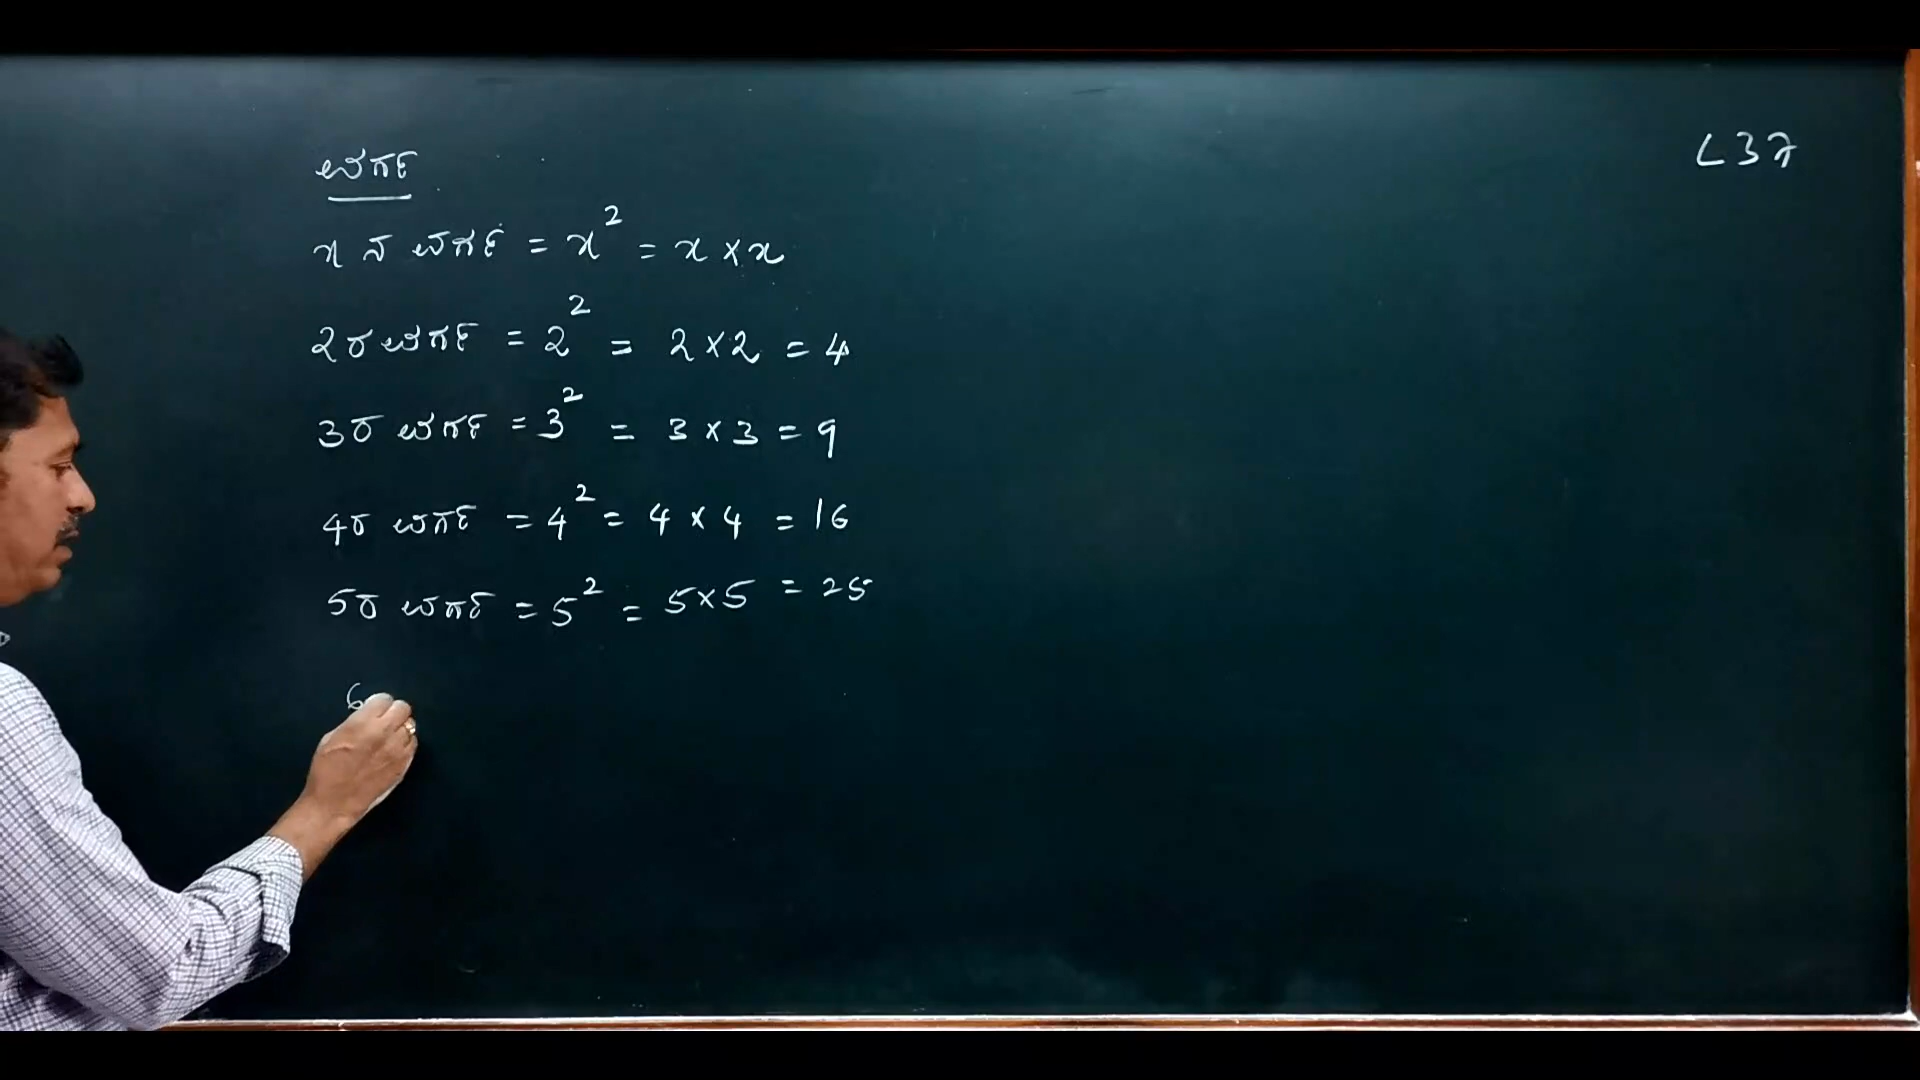 ವರ್ಗ
L37
x ನ ವರ್ಗ = x² = x × x
2ರ ವರ್ಗ = 2² = 2 × 2 = 4
3ರ ವರ್ಗ = 3² = 3 × 3 = 9
4ರ ವರ್ಗ = 4² = 4 × 4 = 16
5ರ ವರ್ಗ = 5² = 5 × 5 = 25
6